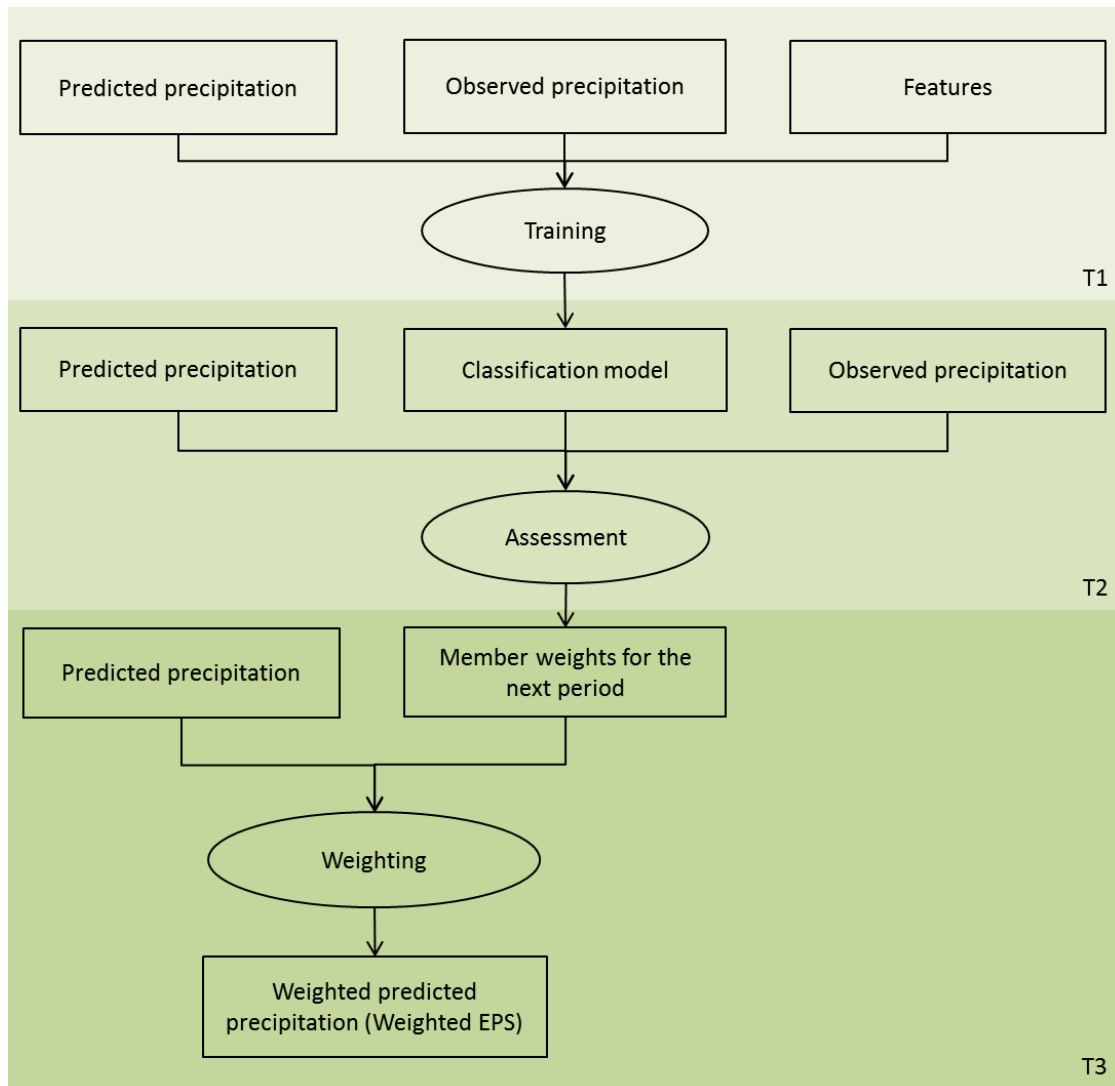 Predicted precipitation
Observed precipitation
Features
Training
T1
Predicted precipitation
Classification model
Observed precipitation
Assessment
T2
Predicted precipitation
Member weights for the
next period
Weighting
Weighted predicted
precipitation (Weighted EPS)
T3